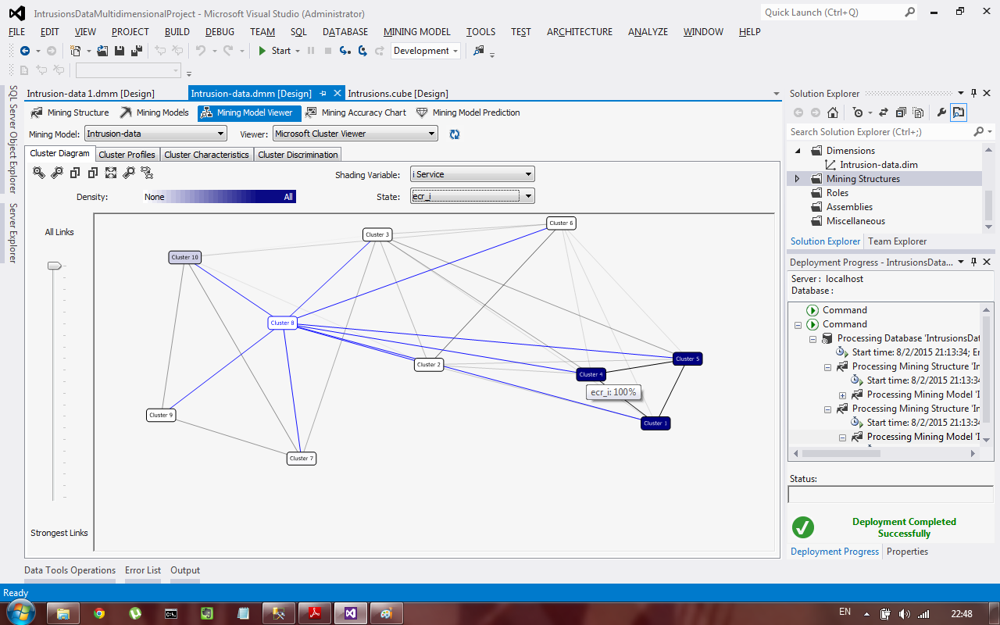 IntrusionsDataMultidimensionalProject - Microsoft Visual Studio (Administrator)
Quick Launch (Ctrl+Q)
FILE EDIT VIEW PROJECT BUILD DEBUG TEAM SQL DATABASE MINING MODEL TOOLS TEST ARCHITECTURE ANALYZE WINDOW HELP
Start Development
SQL Server Object Explorer
Server Explorer
Intrusion-data 1.dmm [Design] Intrusion-data.dmm [Design] Intrusions.cube [Design]
Mining Structure Mining Models Mining Model Viewer Mining Accuracy Chart Mining Model Prediction
Mining Model: Intrusion-data Viewer: Microsoft Cluster Viewer
Cluster Diagram Cluster Profiles Cluster Characteristics Cluster Discrimination
Shading Variable: i Service
Density: None All State: ecr_i
All Links
Cluster 6
Cluster 3
Cluster 10
Cluster 8
Cluster 5
Cluster 2
Cluster 4
ecr_i: 100%
Cluster 9
Cluster 1
Cluster 7
Strongest Links
Solution Explorer
Search Solution Explorer (Ctrl+;)
Dimensions
Intrusion-data.dim
Mining Structures
Roles
Assemblies
Miscellaneous
Solution Explorer Team Explorer
Deployment Progress - IntrusionsData...
Server : localhost
Database :
Command
Command
Processing Database 'IntrusionsDat
Start time: 8/2/2015 21:13:34; En
Processing Mining Structure 'In
Start time: 8/2/2015 21:13:34
Processing Mining Model 'I
Processing Mining Structure 'In
Start time: 8/2/2015 21:13:34
Processing Mining Model 'I
Status:
Deployment Completed
Successfully
Deployment Progress Properties
Data Tools Operations Error List Output
Ready
EN 22:48